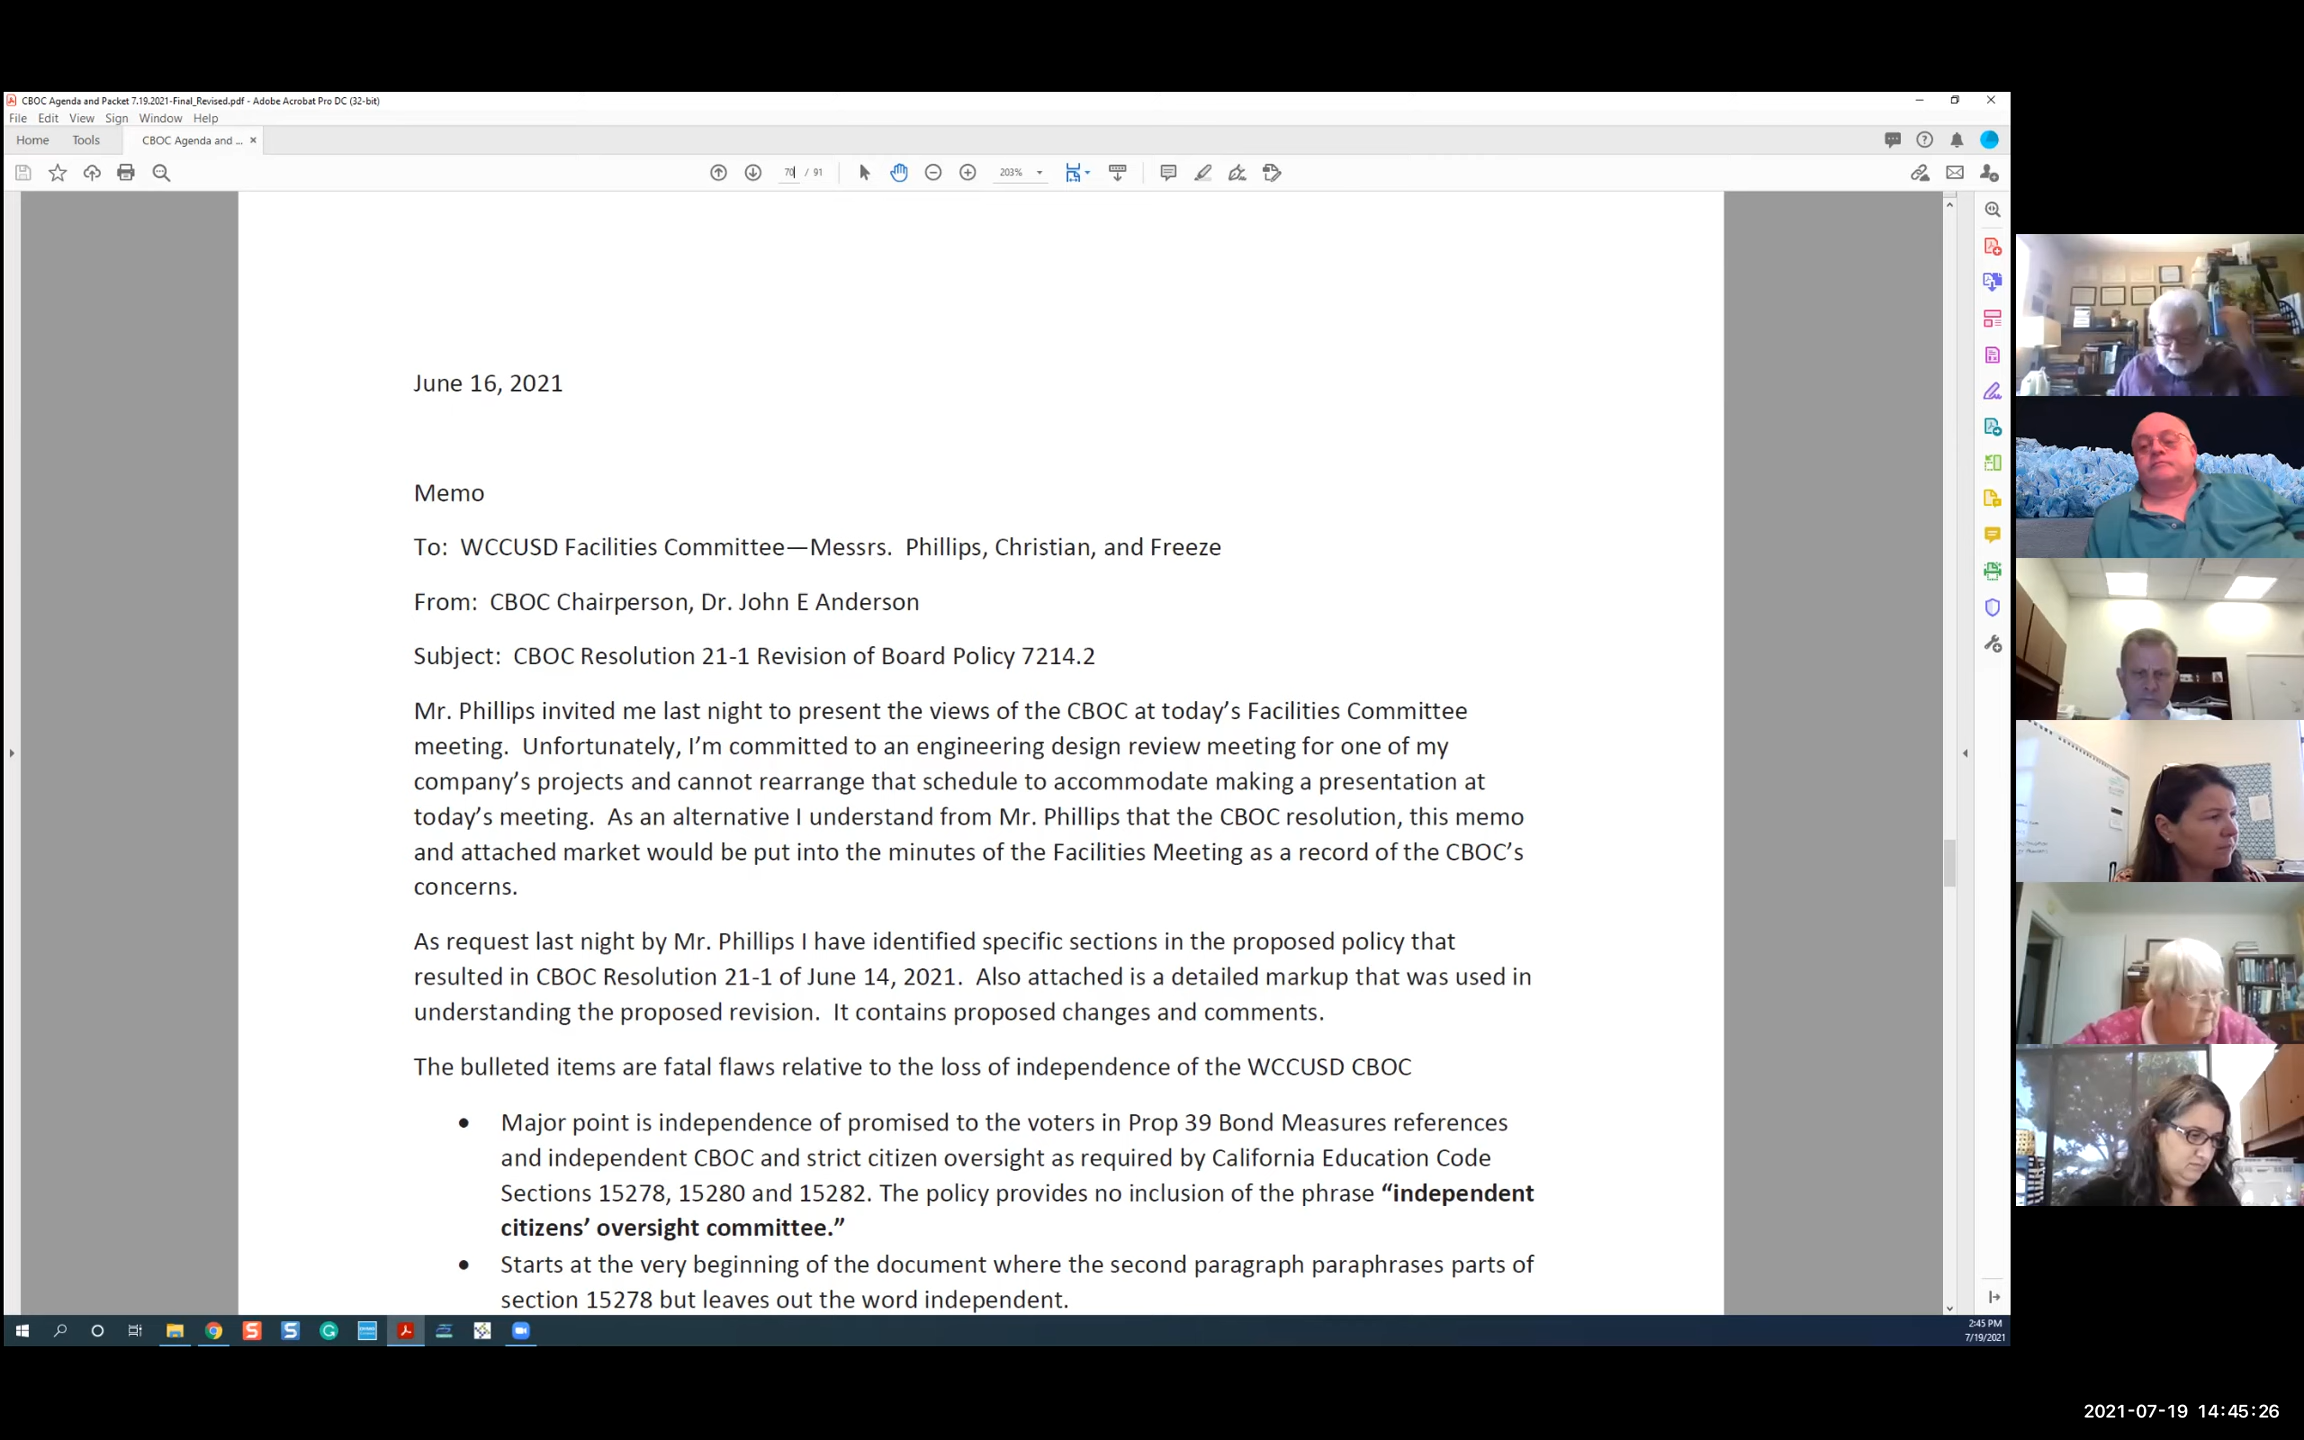 CBOC Agenda and Packet 7.19.2021-Final_Revised.pdf - Adobe Acrobat Pro DC (32-bit)
File Edit View Sign Window Help
Home Tools CBOC Agenda and ... ×
70 / 91 203%
June 16, 2021
Memo
To:  WCCUSD Facilities Committee—Messrs.  Phillips, Christian, and Freeze
From:  CBOC Chairperson, Dr. John E Anderson
Subject:  CBOC Resolution 21-1 Revision of Board Policy 7214.2
Mr. Phillips invited me last night to present the views of the CBOC at today’s Facilities Committee
meeting.  Unfortunately, I’m committed to an engineering design review meeting for one of my
company’s projects and cannot rearrange that schedule to accommodate making a presentation at
today’s meeting.  As an alternative I understand from Mr. Phillips that the CBOC resolution, this memo
and attached market would be put into the minutes of the Facilities Meeting as a record of the CBOC’s
concerns.
As request last night by Mr. Phillips I have identified specific sections in the proposed policy that
resulted in CBOC Resolution 21-1 of June 14, 2021.  Also attached is a detailed markup that was used in
understanding the proposed revision.  It contains proposed changes and comments.
The bulleted items are fatal flaws relative to the loss of independence of the WCCUSD CBOC
• Major point is independence of promised to the voters in Prop 39 Bond Measures references
and independent CBOC and strict citizen oversight as required by California Education Code
Sections 15278, 15280 and 15282. The policy provides no inclusion of the phrase “independent
citizens’ oversight committee.”
• Starts at the very beginning of the document where the second paragraph paraphrases parts of
section 15278 but leaves out the word independent.
2:45 PM
7/19/2021
2021-07-19 14:45:26